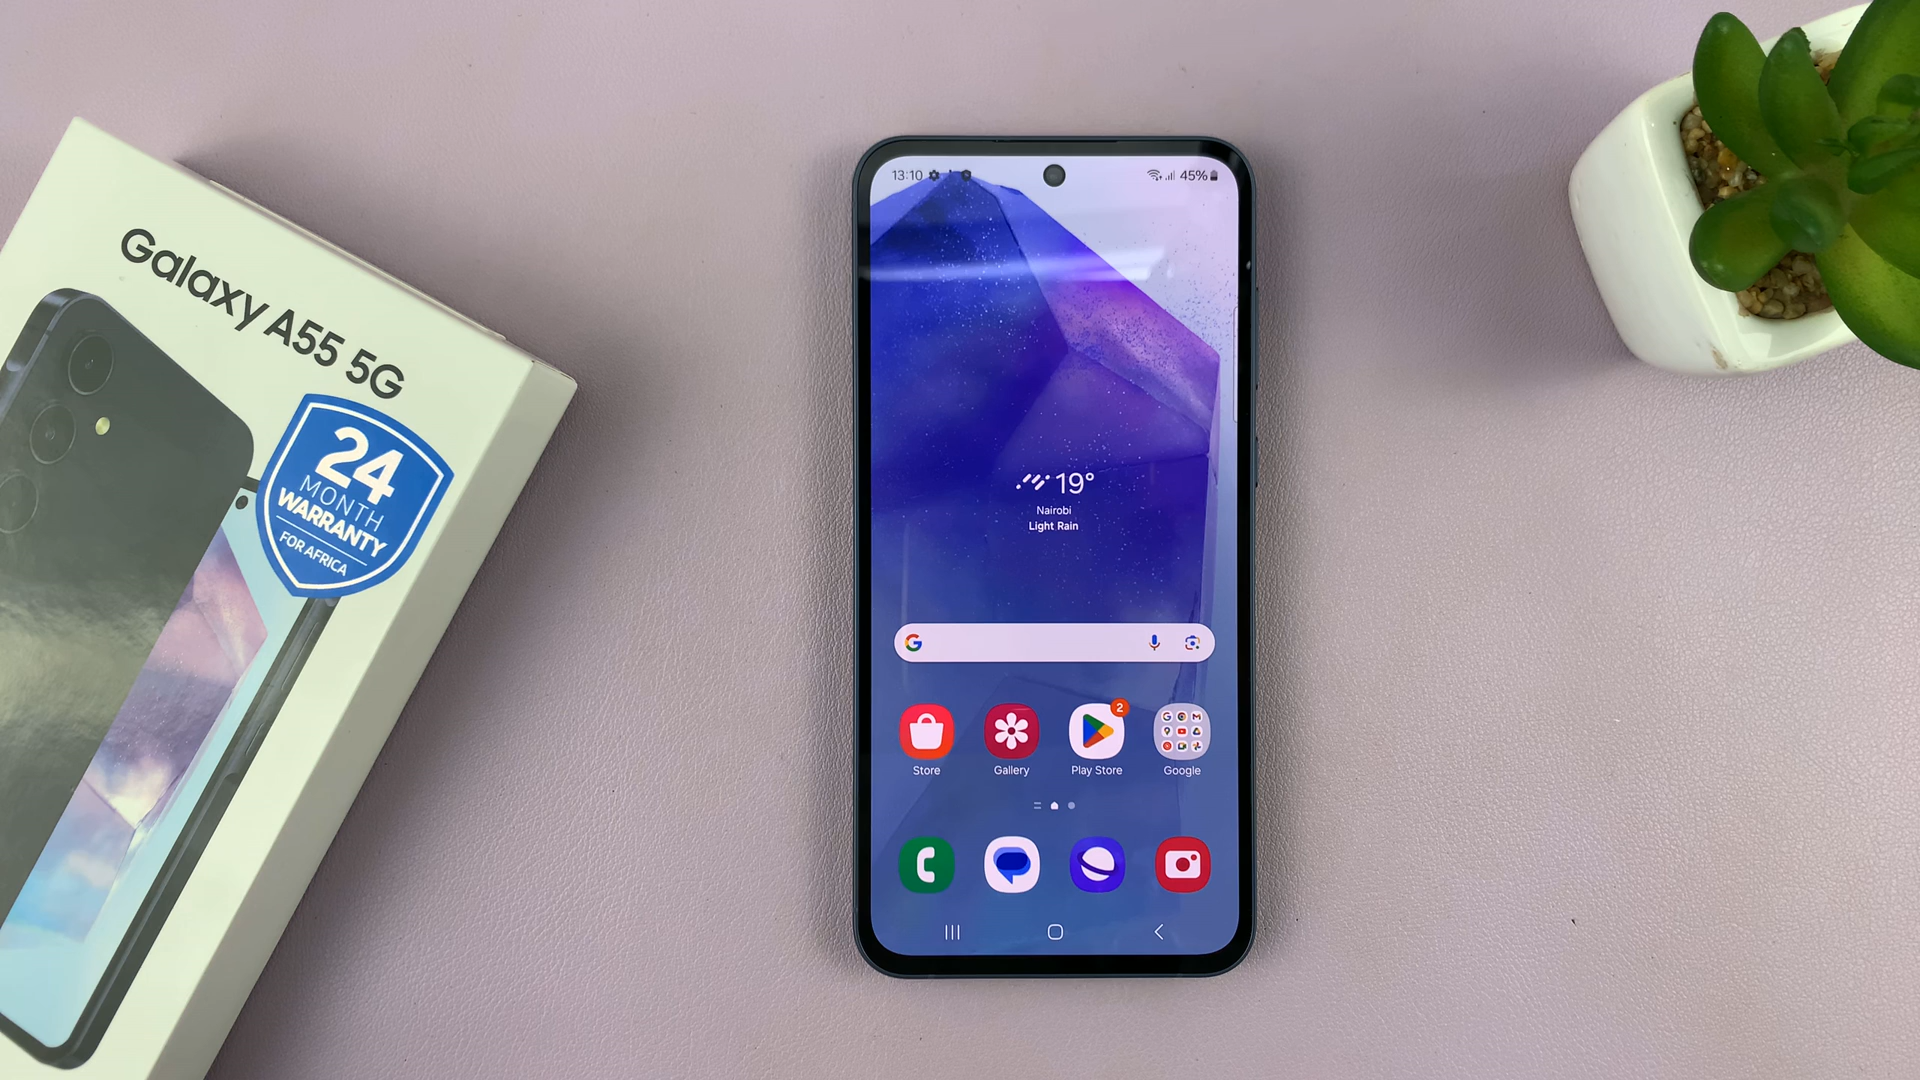 Galaxy A55 5G
24
MONTH
WARRANTY
FOR AFRICA
13:10
45%
19°
Nairobi
Light Rain
G
2
Store
Gallery
Play Store
Google